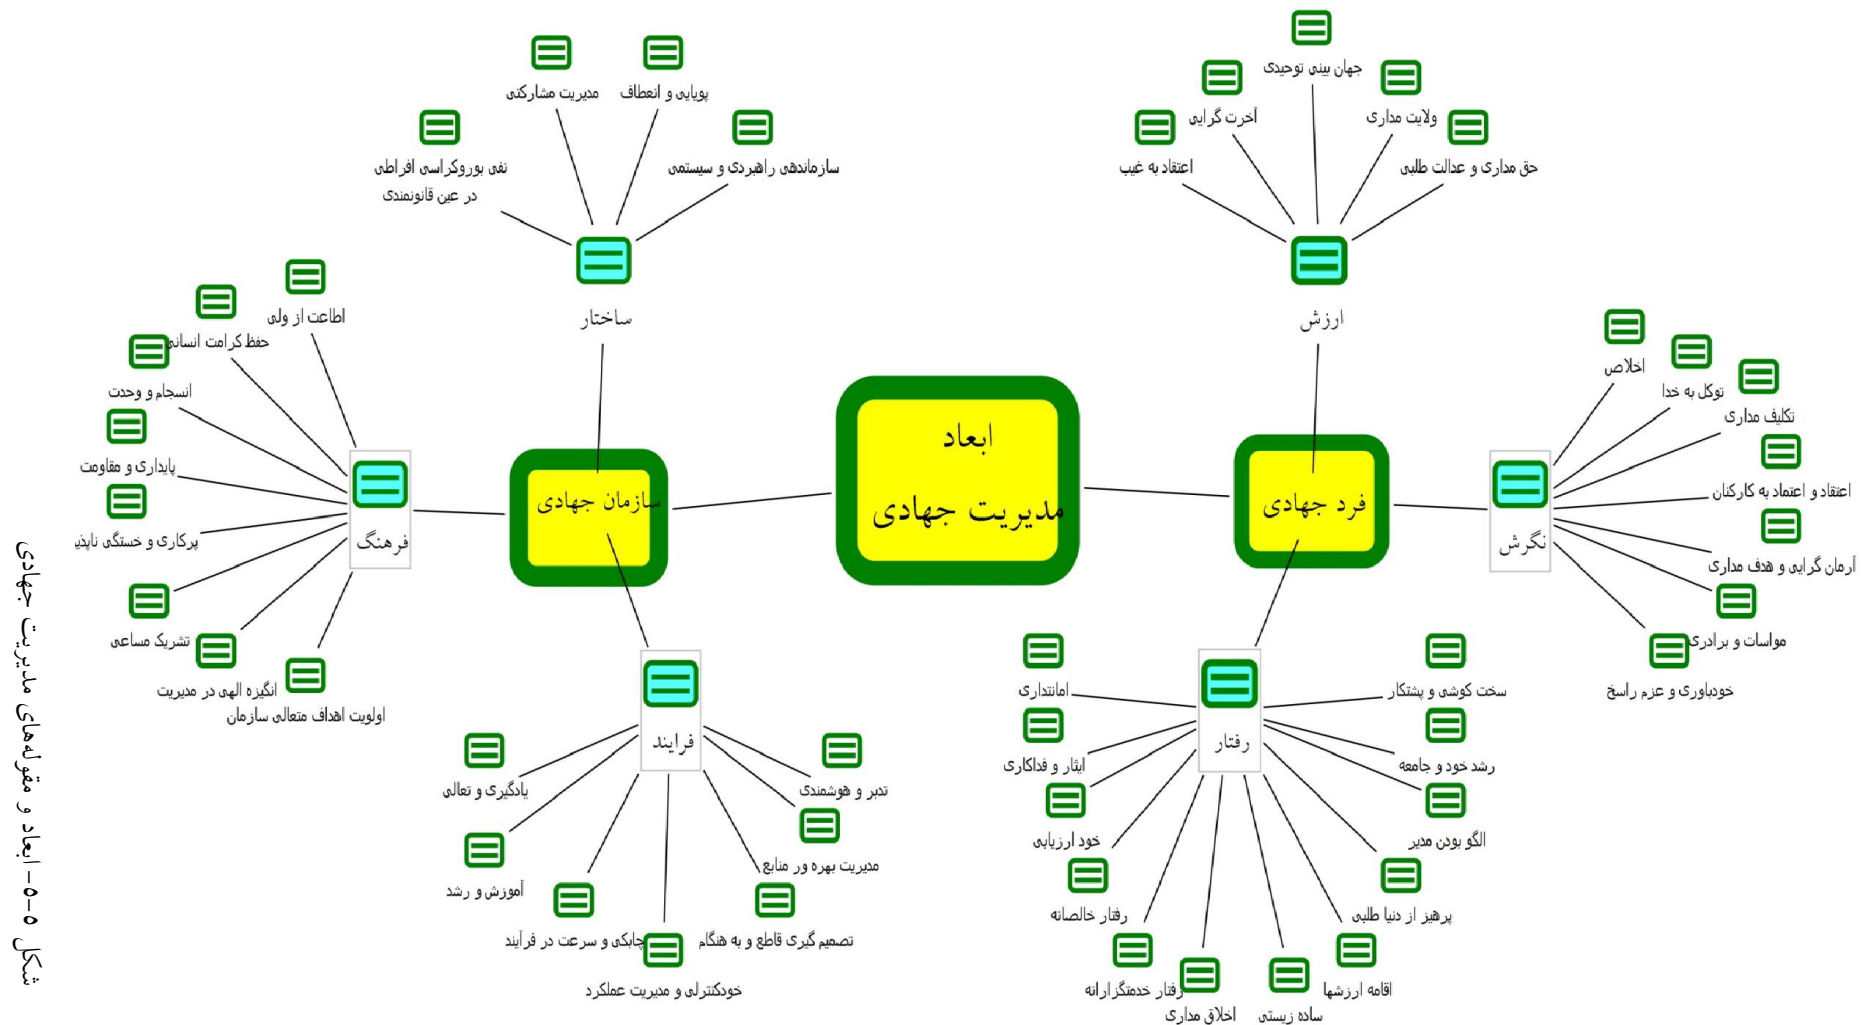 ابعاد
مدیریت جهادی
فرد جهادی
ارزش
جهان بینی توحیدی
ولایت مداری
آخرت گرایی
حق مداری و عدالت طلبی
اعتقاد به غیب
نگرش
اخلاص
توکل به خدا
تکلیف مداری
اعتقاد و اعتماد به کارکنان
آرمان گرایی و هدف مداری
مواسات و برادری
خودباوری و عزم راسخ
رفتار
سخت کوشی و پشتکار
رشد خود و جامعه
الگو بودن مدیر
پرهیز از دنیا طلبی
اقامه ارزشها
ساده زیستی
اخلاق مداری
رفتار خدمتگزارانه
رفتار خالصانه
خود ارزیابی
ایثار و فداکاری
امانتداری
سازمان جهادی
ساختار
سازماندهی راهبردی و سیستمی
پویایی و انعطاف
مدیریت مشارکتی
نفی بوروکراسی افراطی
در عین قانونمندی
فرهنگ
اطاعت از ولی
حفظ کرامت انسانی
انسجام و وحدت
پایداری و مقاومت
پرکاری و خستگی ناپذیر
تشریک مساعی
انگیزه الهی در مدیریت
اولویت اهداف متعالی سازمان
فرایند
تدبر و هوشمندی
مدیریت بهره ور منابع
تصمیم گیری قاطع و به هنگام
خودکنترلی و مدیریت عملکرد
چابکی و سرعت در فرآیند
آموزش و رشد
یادگیری و تعالی
شکل ۵-۵- ابعاد و مقوله‌های مدیریت جهادی